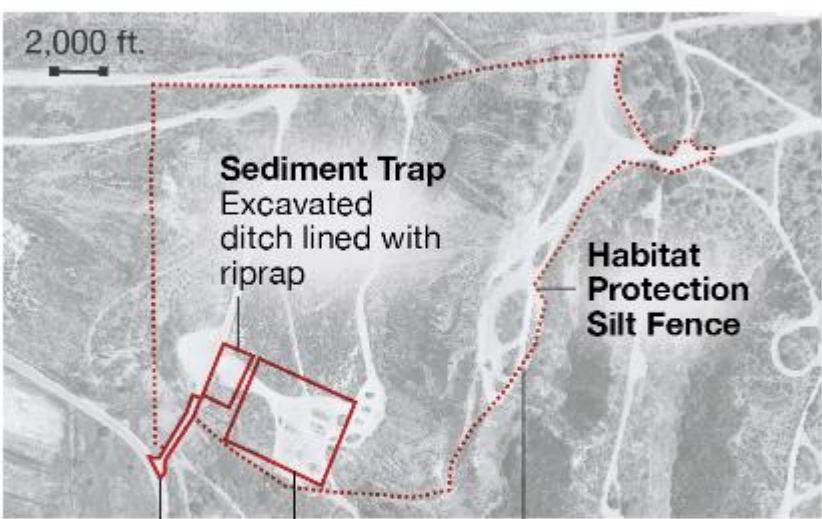 2,000 ft.
Sediment Trap
Excavated
ditch lined with
riprap
Habitat
Protection
Silt Fence